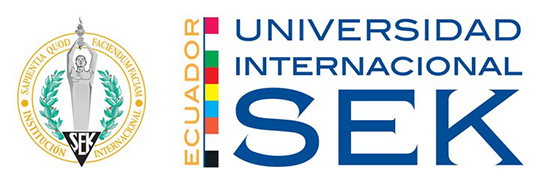 SAPIENTIA QUOD FACIENDUM FACIAM
INSTITUCIÓN INTERNACIONAL
SEK
ECUADOR
UNIVERSIDAD
INTERNACIONAL
SEK